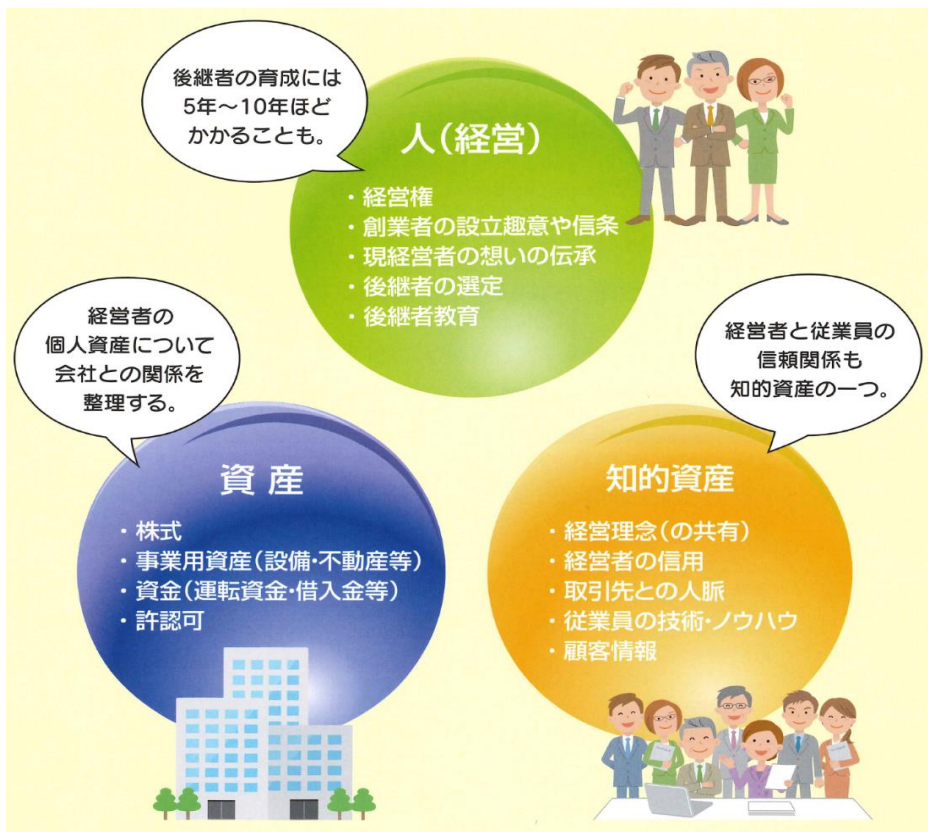 後継者の育成には
5年～10年ほど
かかることも。
人(経営)
・経営権
・創業者の設立趣意や信条
・現経営者の想いの伝承
・後継者の選定
・後継者教育
経営者の
個人資産について
会社との関係を
整理する。
資産
・株式
・事業用資産(設備・不動産等)
・資金(運転資金・借入金等)
・許認可
経営者と従業員の
信頼関係も
知的資産の一つ。
知的資産
・経営理念(の共有)
・経営者の信用
・取引先との人脈
・従業員の技術・ノウハウ
・顧客情報